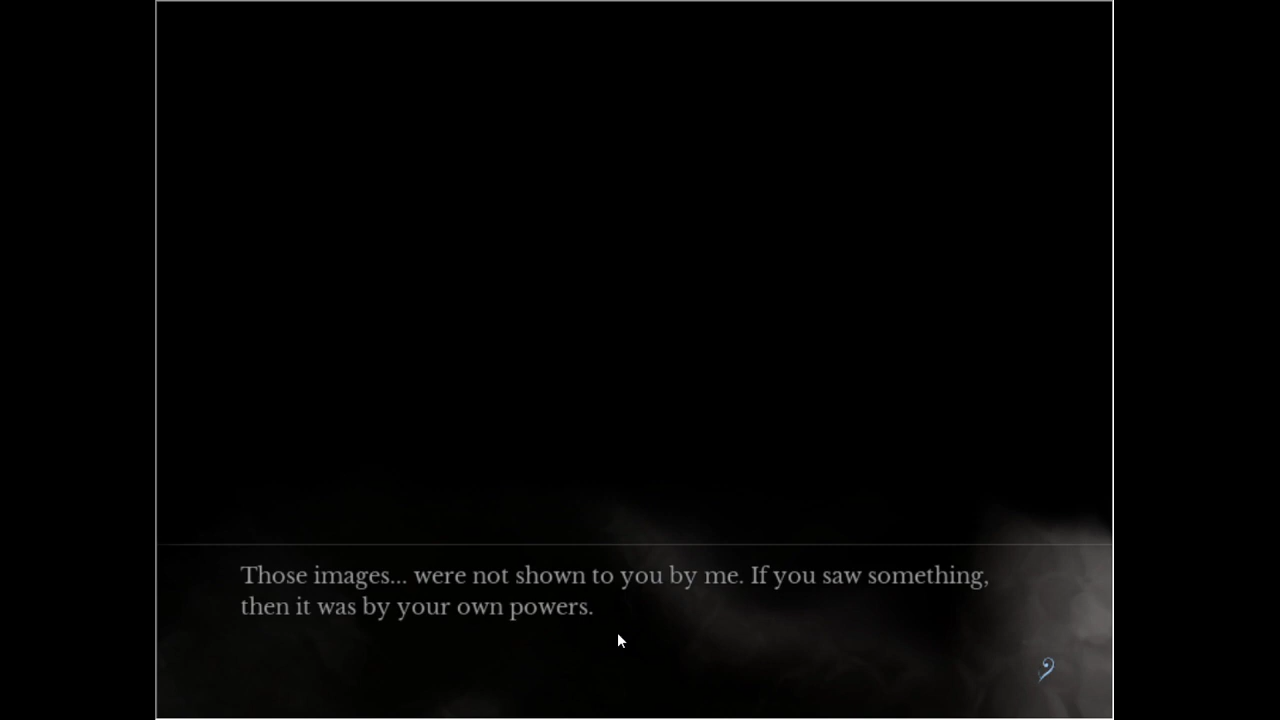 Those images... were not shown to you by me. If you saw something,
then it was by your own powers.